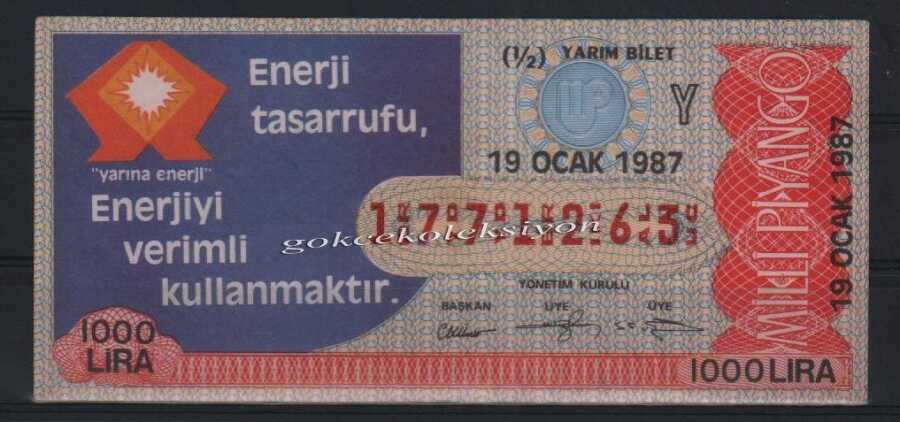 Enerji
tasarrufu,
"yarına enerji"
Enerjiyi
verimli
kullanmaktır.
1000
LİRA
(1/2) YARIM BİLET
MP
Y
19 OCAK 1987
1 7 7 1 2 6 3
gokcekoleksiyon
YÖNETİM KURULU
BAŞKAN ÜYE ÜYE
MİLLİ PİYANGO
19 OCAK 1987
1000 LİRA